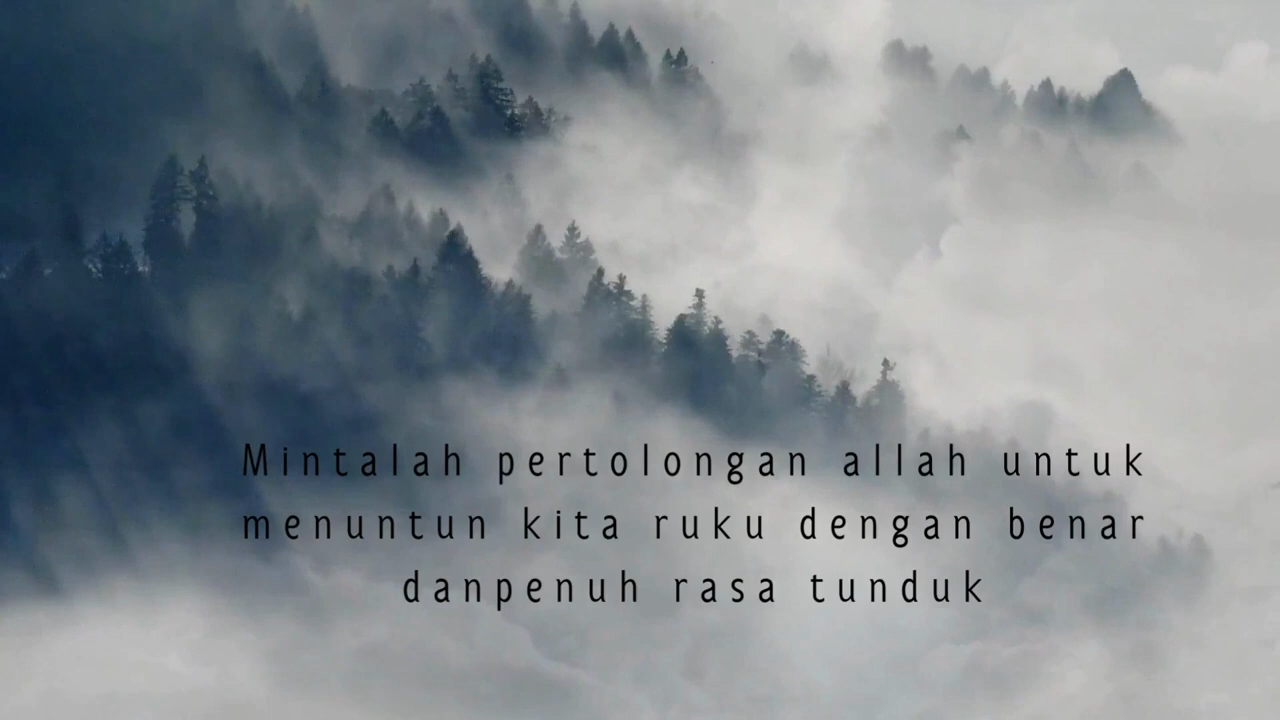 Mintalah pertolongan allah untuk
menuntun kita ruku dengan benar
danpenuh rasa tunduk